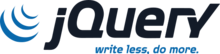 jQuery
write less, do more.